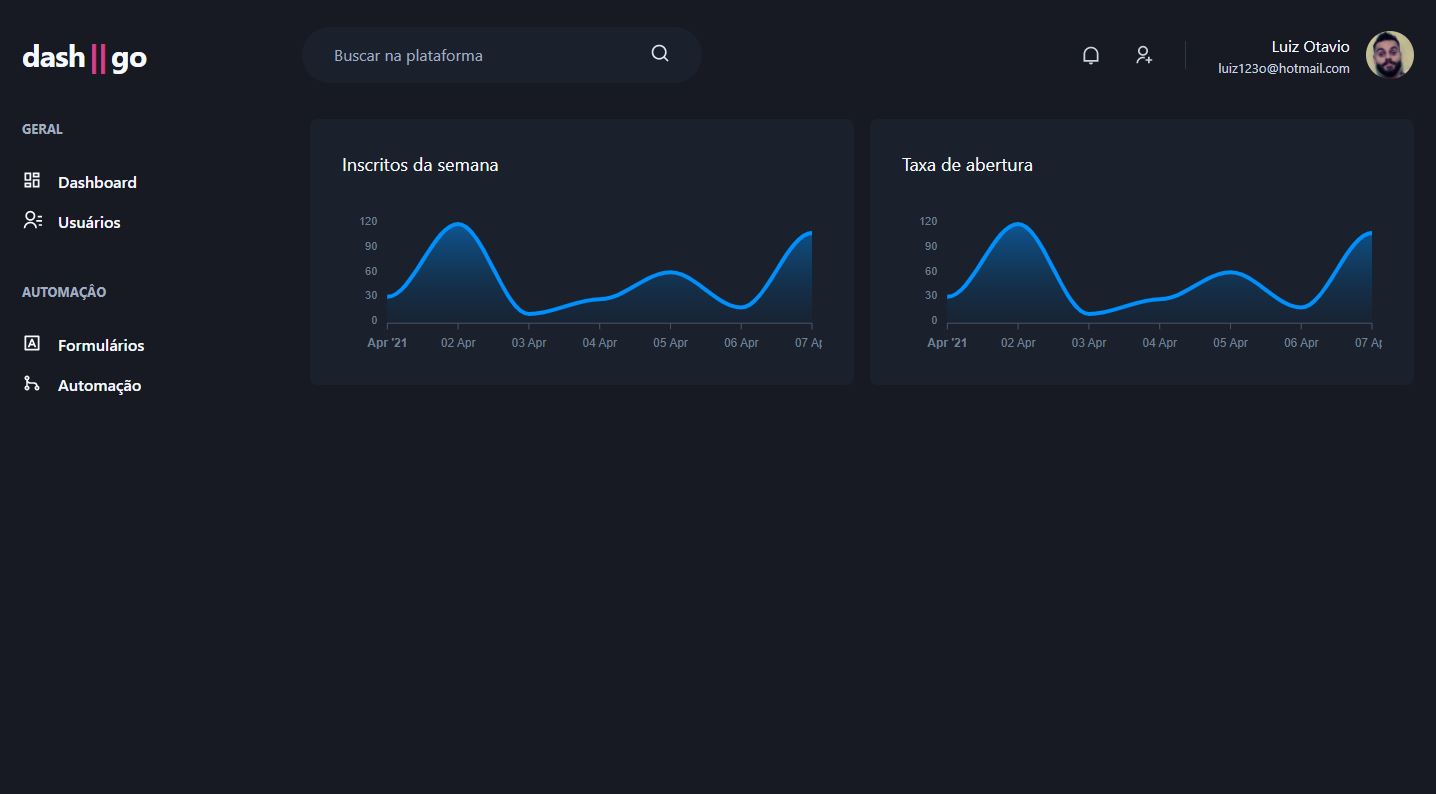 dash||go
Buscar na plataforma
Luiz Otavio
luiz123o@hotmail.com
GERAL
Dashboard
Usuários
AUTOMAÇÂO
Formulários
Automação
Inscritos da semana
120
90
60
30
0
Apr '21 02 Apr 03 Apr 04 Apr 05 Apr 06 Apr 07 Ap
Taxa de abertura
120
90
60
30
0
Apr '21 02 Apr 03 Apr 04 Apr 05 Apr 06 Apr 07 Ap